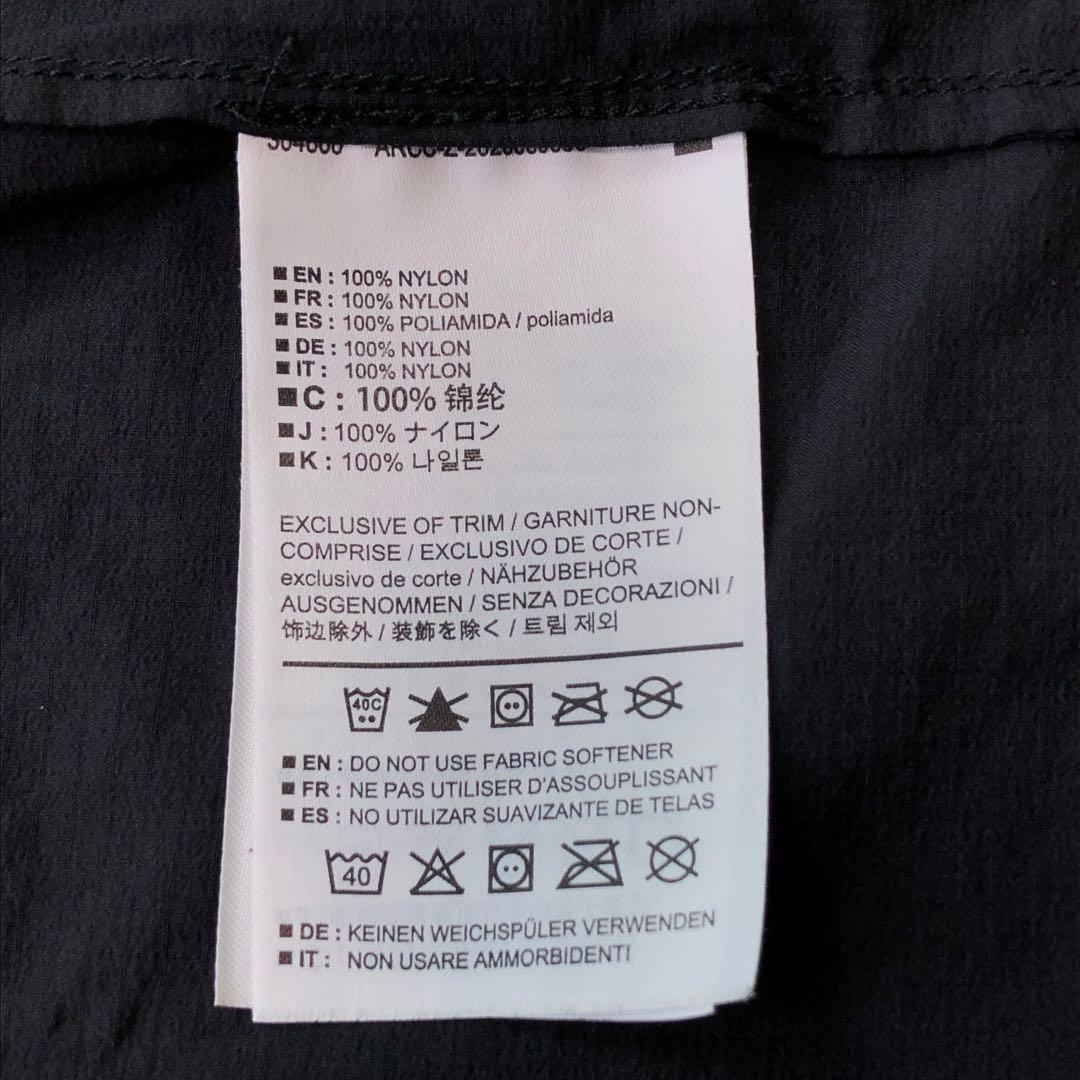 EN : 100% NYLON
FR : 100% NYLON
ES : 100% POLIAMIDA / poliamida
DE : 100% NYLON
IT : 100% NYLON
C : 100% 锦纶
J : 100% ナイロン
K : 100% 나일론
EXCLUSIVE OF TRIM / GARNITURE NON-
COMPRISE / EXCLUSIVO DE CORTE /
exclusivo de corte / NÄHZUBEHÖR
AUSGENOMMEN / SENZA DECORAZIONI /
饰边除外 / 装飾を除く / 트림 제외
40C
EN : DO NOT USE FABRIC SOFTENER
FR : NE PAS UTILISER D'ASSOUPLISSANT
ES : NO UTILIZAR SUAVIZANTE DE TELAS
40
DE : KEINEN WEICHSPÜLER VERWENDEN
IT : NON USARE AMMORBIDENTI